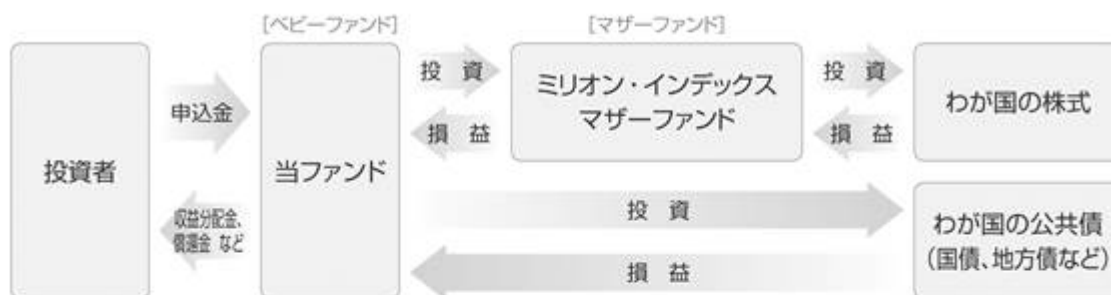 [ベビーファンド]
[マザーファンド]
投資者
申込金
収益分配金、
償還金 など
当ファンド
投 資
損 益
ミリオン・インデックス
マザーファンド
投 資
損 益
わが国の株式
投 資
損 益
わが国の公共債
(国債、地方債など)